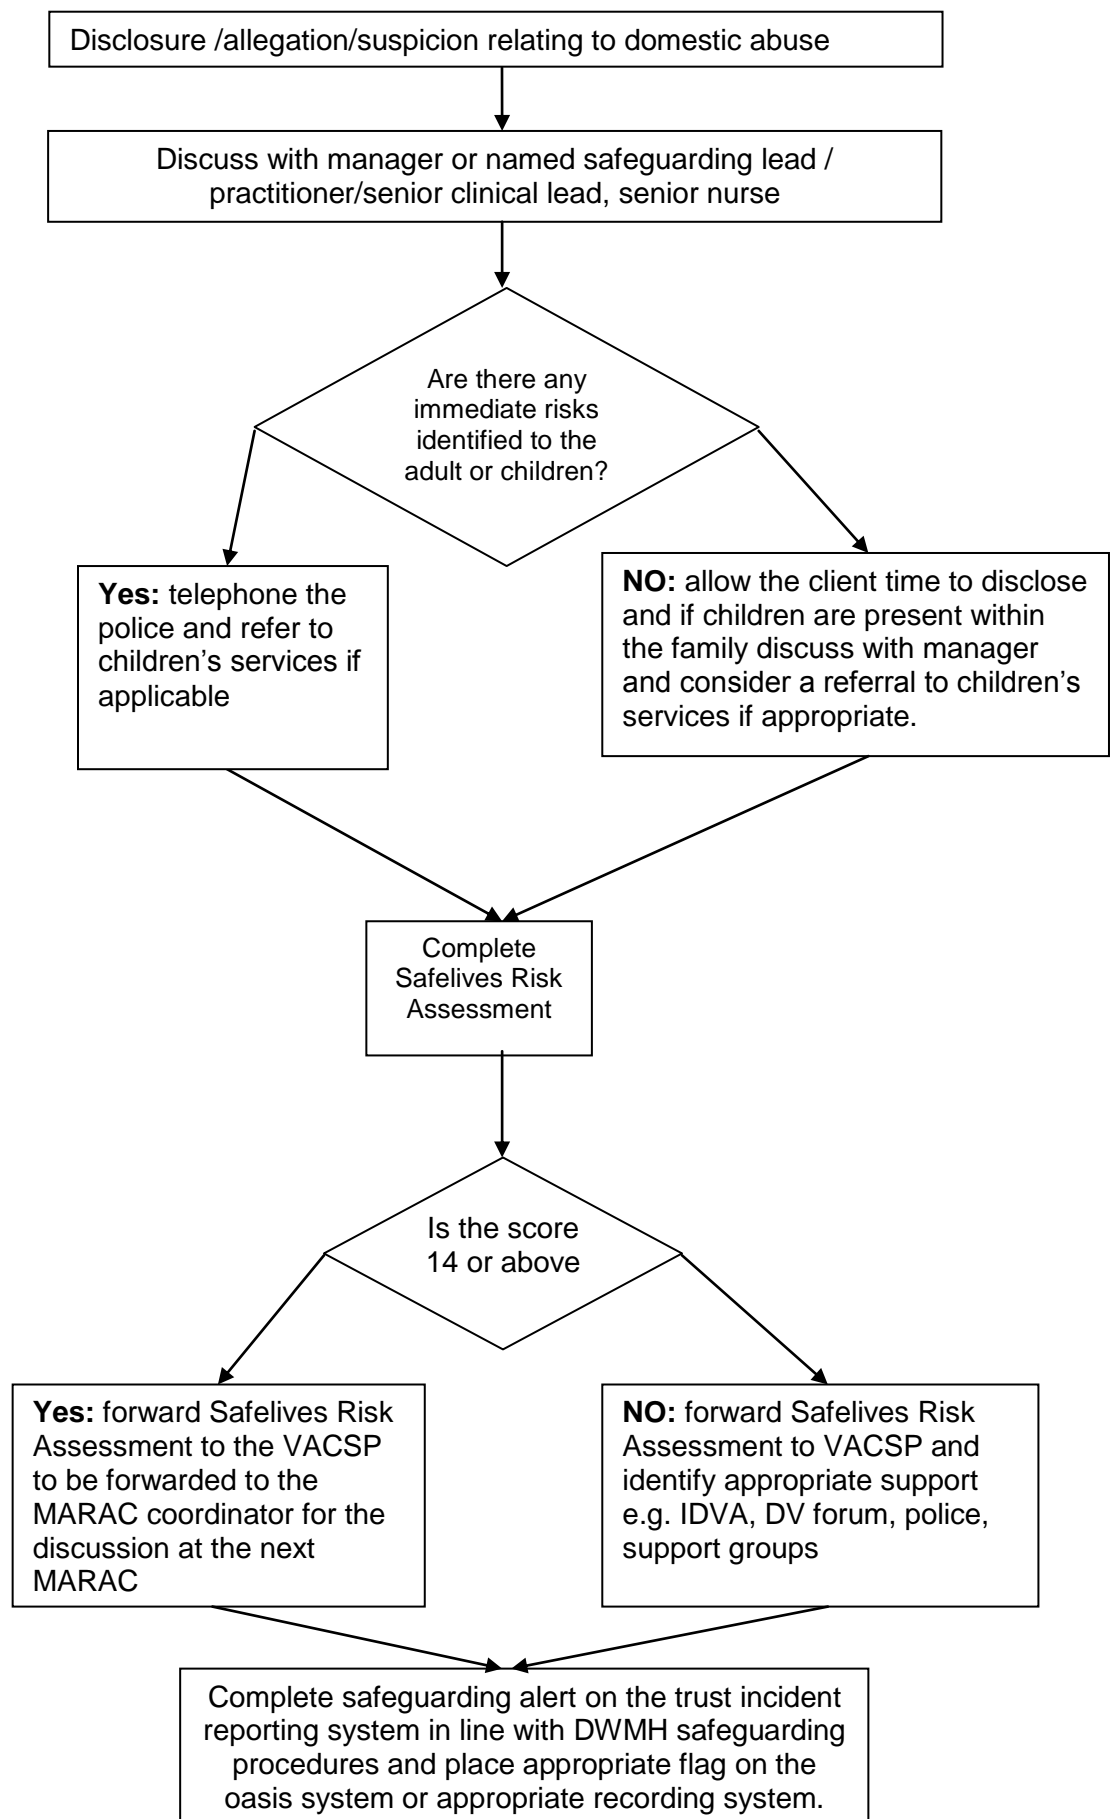 Disclosure /allegation/suspicion relating to domestic abuse
Discuss with manager or named safeguarding lead /
practitioner/senior clinical lead, senior nurse
Are there any
immediate risks
identified to the
adult or children?
Yes: telephone the
police and refer to
children's services if
applicable
NO: allow the client time to disclose
and if children are present within
the family discuss with manager
and consider a referral to children's
services if appropriate.
Complete
Safelives Risk
Assessment
Is the score
14 or above
Yes: forward Safelives Risk
Assessment to the VACSP
to be forwarded to the
MARAC coordinator for the
discussion at the next
MARAC
NO: forward Safelives Risk
Assessment to VACSP and
identify appropriate support
e.g. IDVA, DV forum, police,
support groups
Complete safeguarding alert on the trust incident
reporting system in line with DWMH safeguarding
procedures and place appropriate flag on the
oasis system or appropriate recording system.